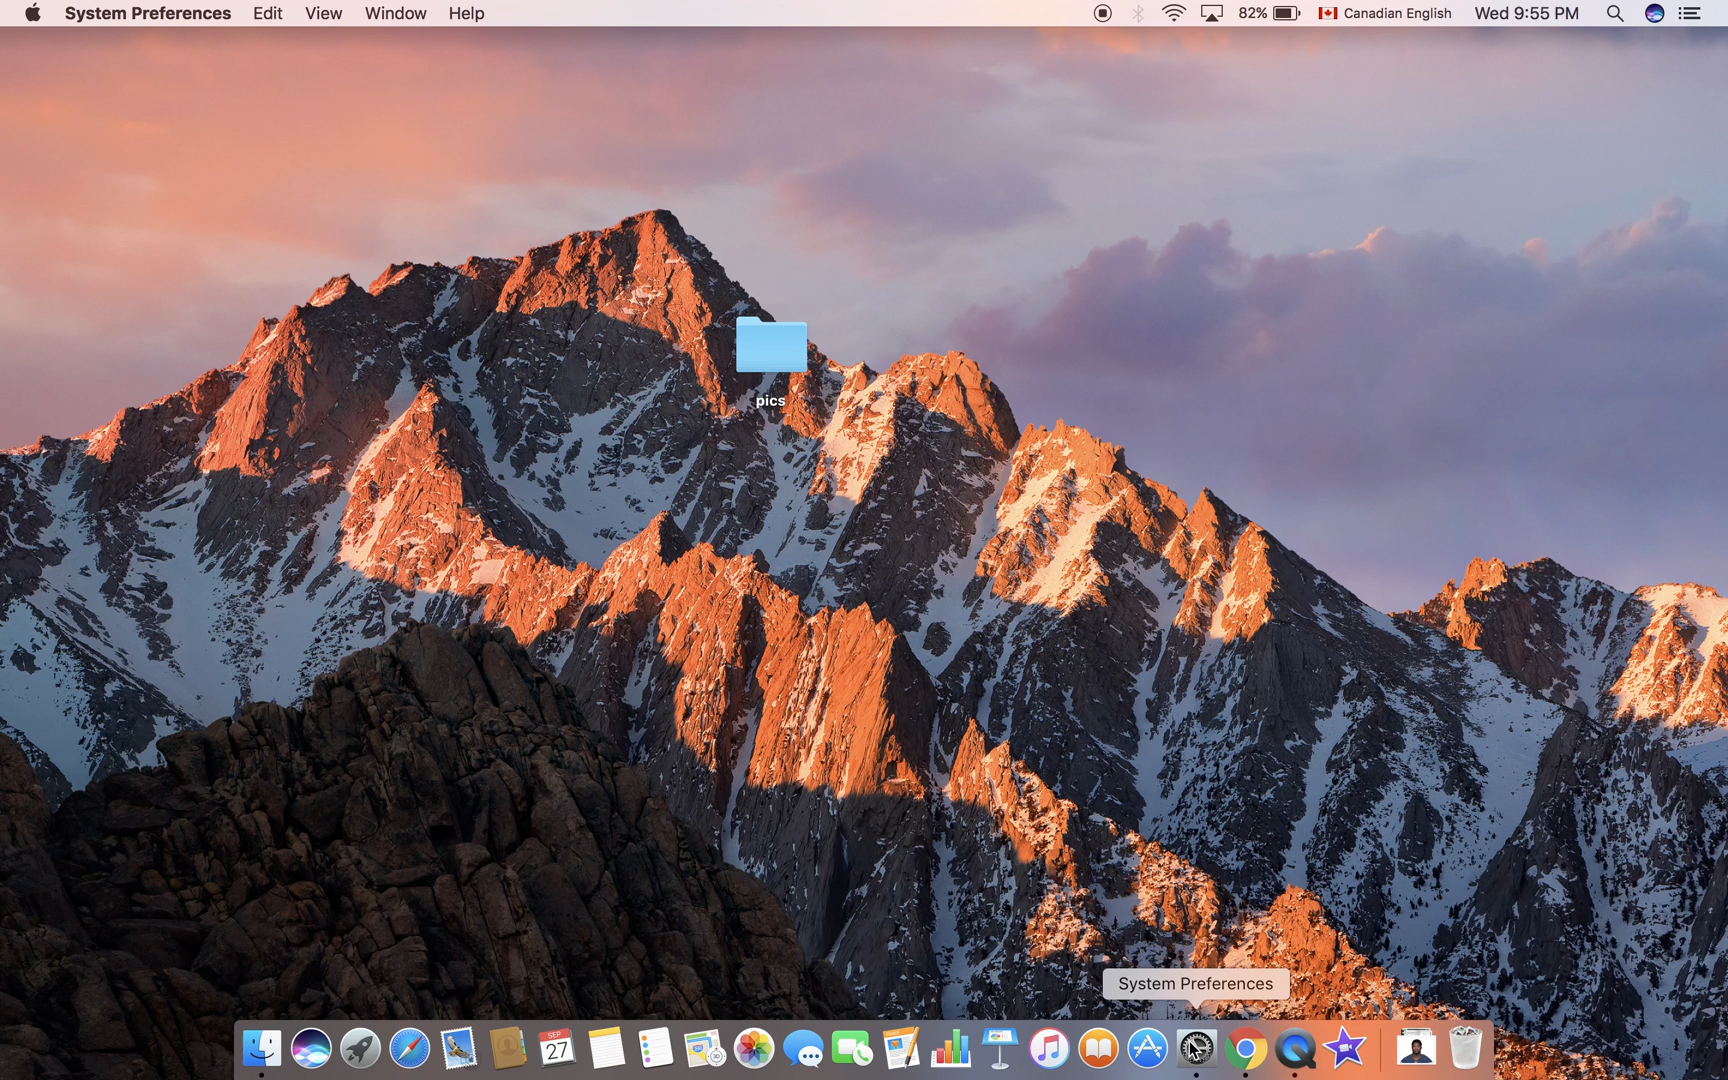 System Preferences Edit View Window Help 82% Canadian English Wed 9:55 PM
pics
System Preferences
SEP
27